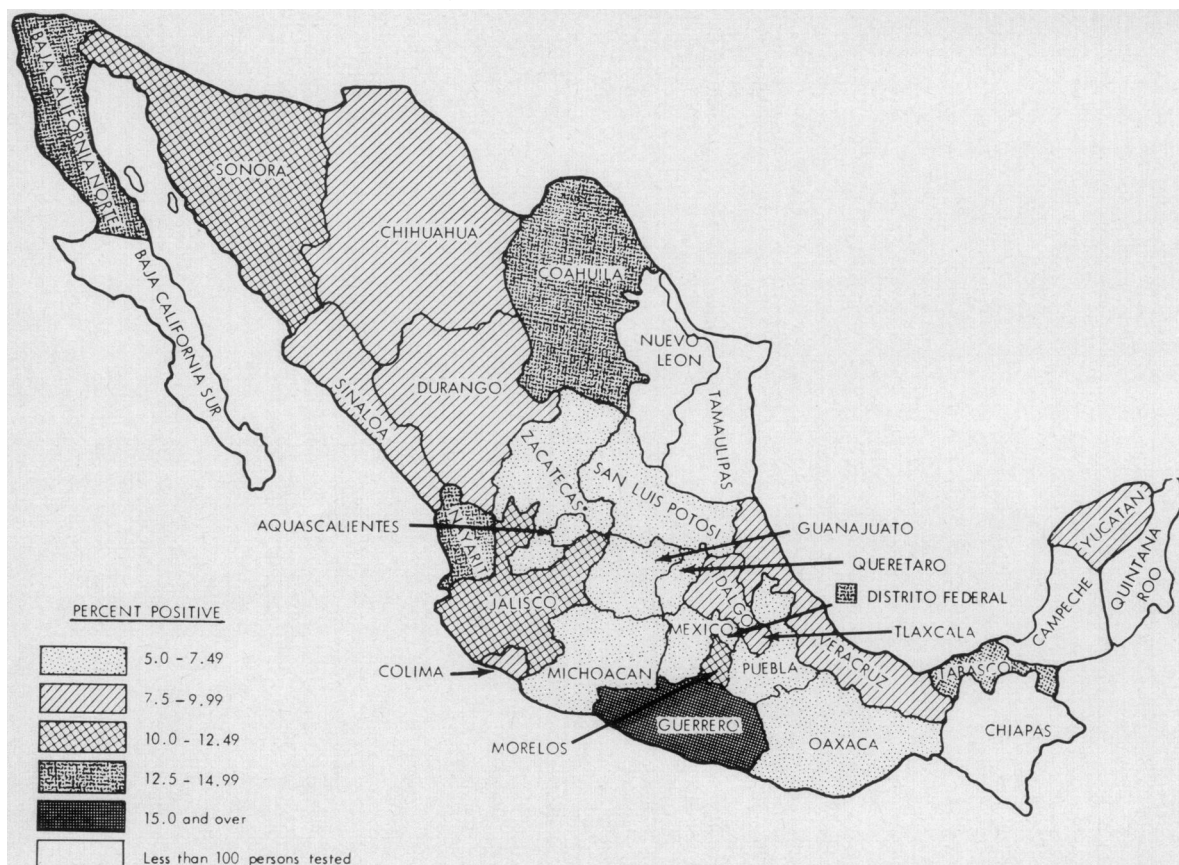 BAJA CALIFORNIA NORTE
SONORA
CHIHUAHUA
COAHUILA
BAJA CALIFORNIA SUR
NUEVO
LEON
SINALOA
DURANGO
TAMAULIPAS
ZACATECAS
SAN LUIS POTOSI
AQUASCALIENTES
NAYARIT
GUANAJUATO
QUERETARO
YUCATAN
QUINTANA
ROO
CAMPECHE
HIDALGO
DISTRITO FEDERAL
JALISCO
MEXICO
TLAXCALA
COLIMA
MICHOACAN
PUEBLA
VERACRUZ
TABASCO
MORELOS
GUERRERO
OAXACA
CHIAPAS
PERCENT POSITIVE
5.0 - 7.49
7.5 - 9.99
10.0 - 12.49
12.5 - 14.99
15.0 and over
Less than 100 persons tested